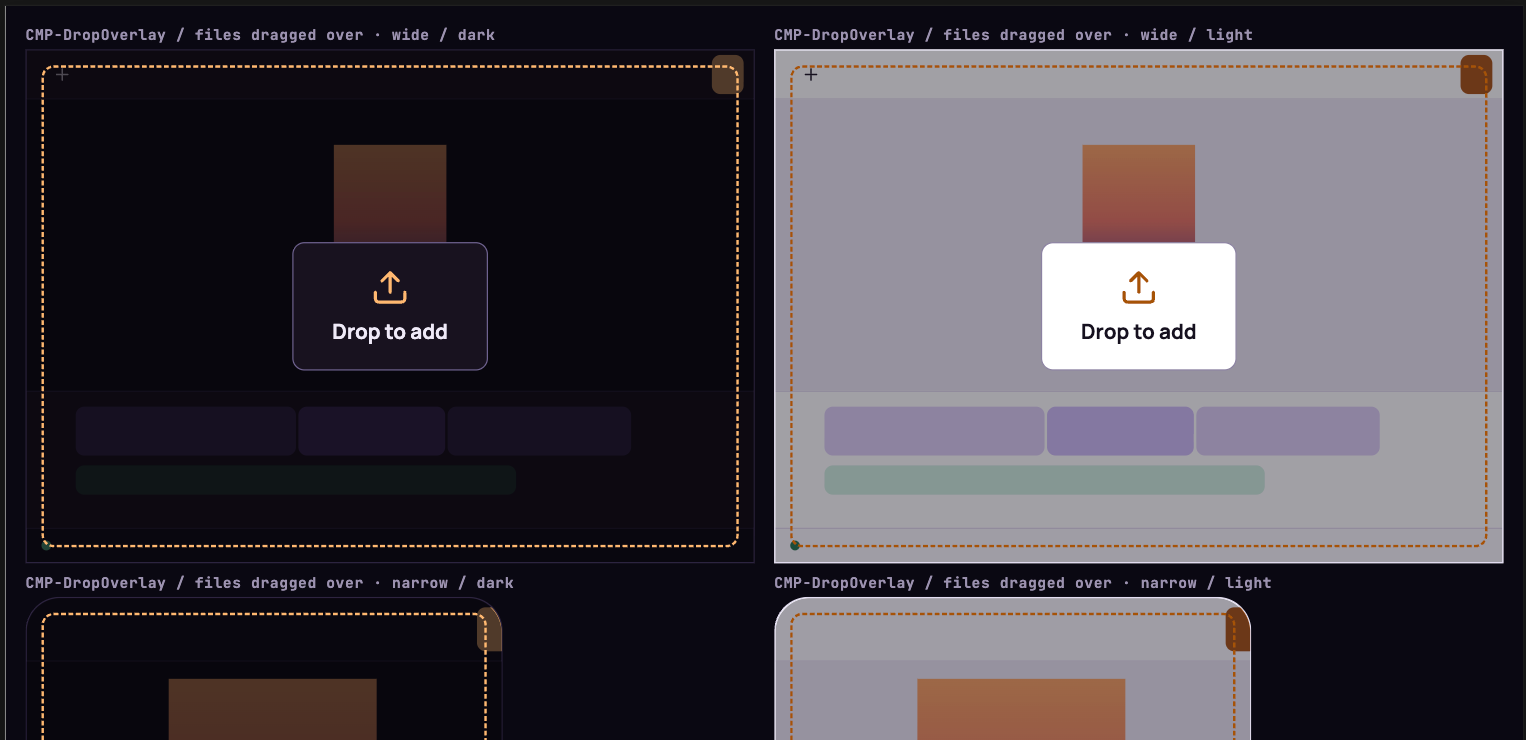 CMP-DropOverlay / files dragged over · wide / dark
CMP-DropOverlay / files dragged over · wide / light
Drop to add
Drop to add
CMP-DropOverlay / files dragged over · narrow / dark
CMP-DropOverlay / files dragged over · narrow / light